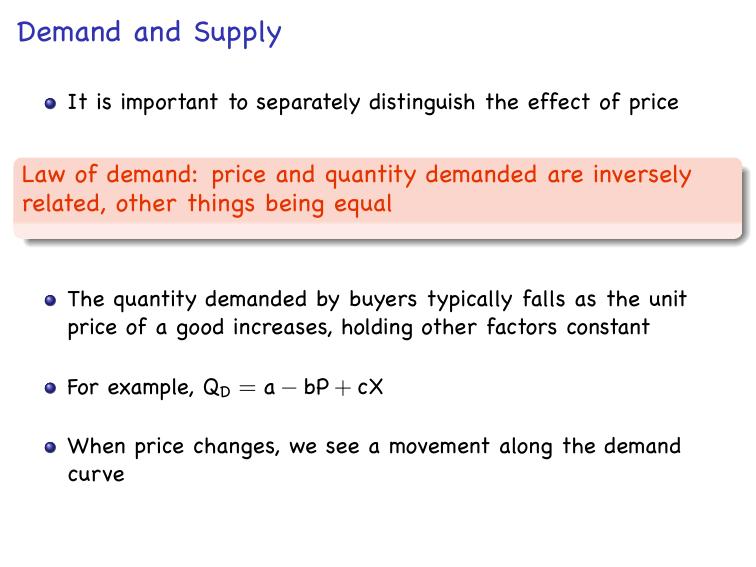 Demand and Supply
It is important to separately distinguish the effect of price
Law of demand: price and quantity demanded are inversely
related, other things being equal
The quantity demanded by buyers typically falls as the unit
price of a good increases, holding other factors constant
For example, Q_D = a − bP + cX
When price changes, we see a movement along the demand
curve